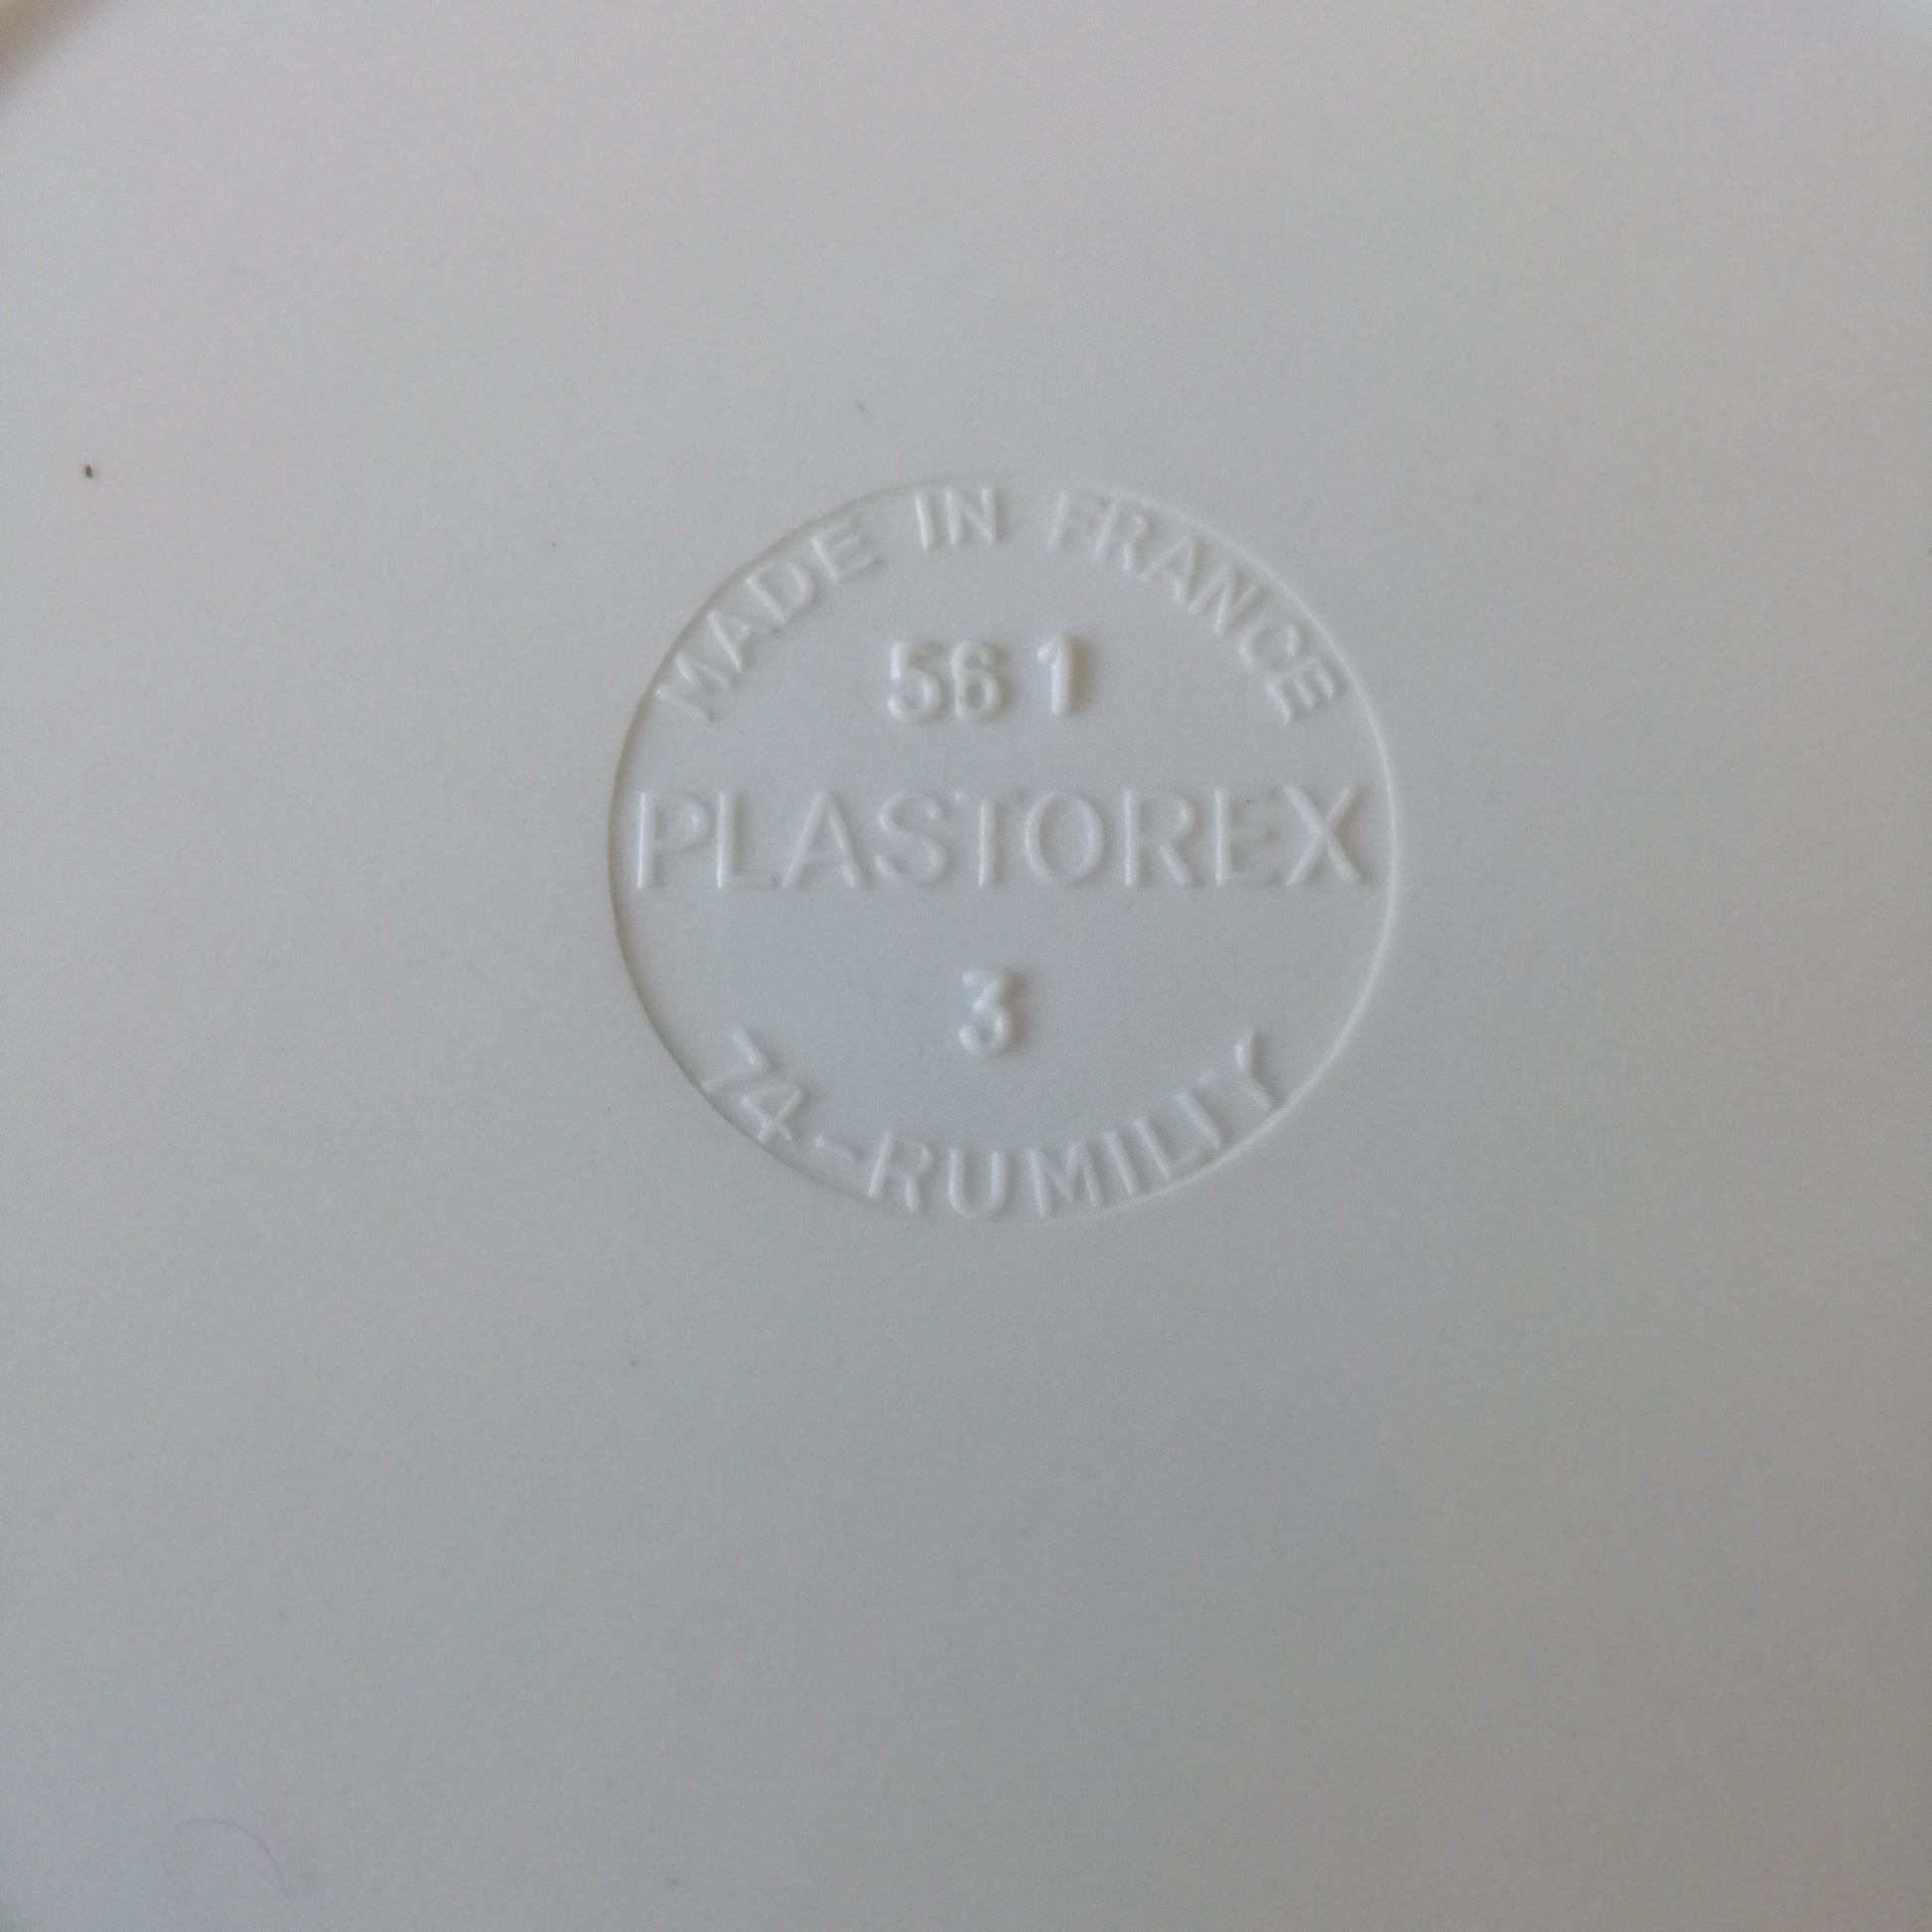 MADE IN FRANCE
56 1
PLASTOREX
3
74-RUMILLY